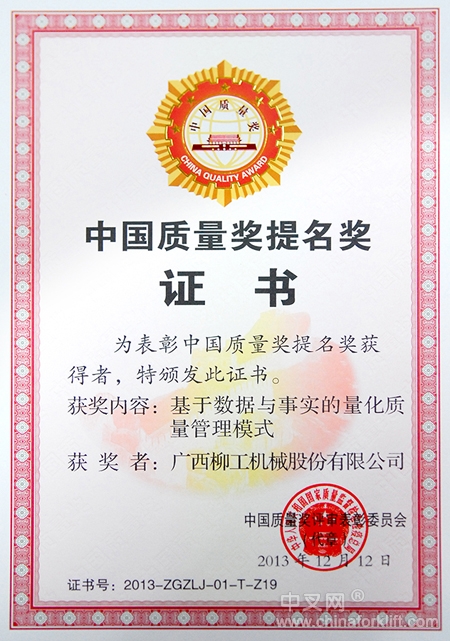 中国质量奖
CHINA QUALITY AWARD
中国质量奖提名奖
证 书
为表彰中国质量奖提名奖获
得者，特颁发此证书。
获奖内容：基于数据与事实的量化质
量管理模式
获 奖 者：广西柳工机械股份有限公司
中国质量奖评审表彰委员会
（代章）
2013 年 12 月 12 日
证书号：2013-ZGZLJ-01-T-Z19
中叉网®
www.chinaforklift.com